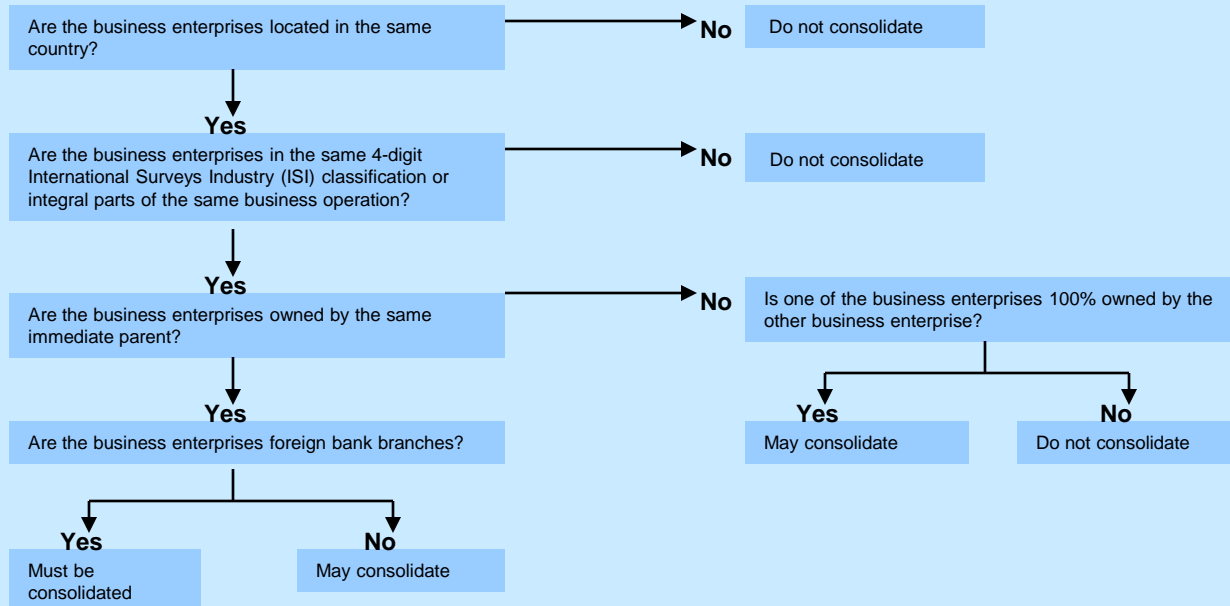 Are the business enterprises located in the same
country?
No
Do not consolidate
Yes
Are the business enterprises in the same 4-digit
International Surveys Industry (ISI) classification or
integral parts of the same business operation?
No
Do not consolidate
Yes
Are the business enterprises owned by the same
immediate parent?
No
Is one of the business enterprises 100% owned by the
other business enterprise?
Yes
May consolidate
No
Do not consolidate
Yes
Are the business enterprises foreign bank branches?
Yes
Must be
consolidated
No
May consolidate